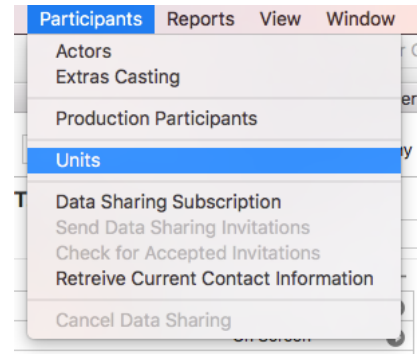 Participants Reports View Window
Actors
Extras Casting
Production Participants
Units
Data Sharing Subscription
Send Data Sharing Invitations
Check for Accepted Invitations
Retreive Current Contact Information
Cancel Data Sharing